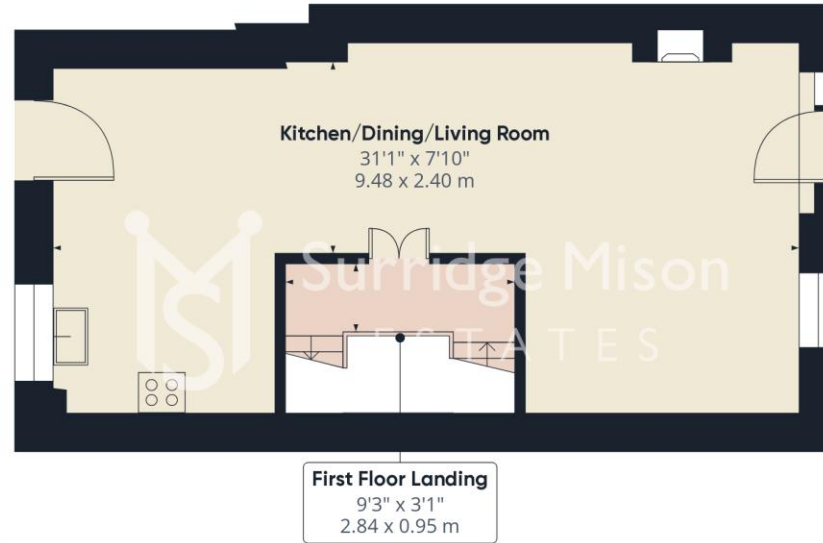 Kitchen/Dining/Living Room
31'1" x 7'10"
9.48 x 2.40 m
Surridge Mison
ESTATES
First Floor Landing
9'3" x 3'1"
2.84 x 0.95 m